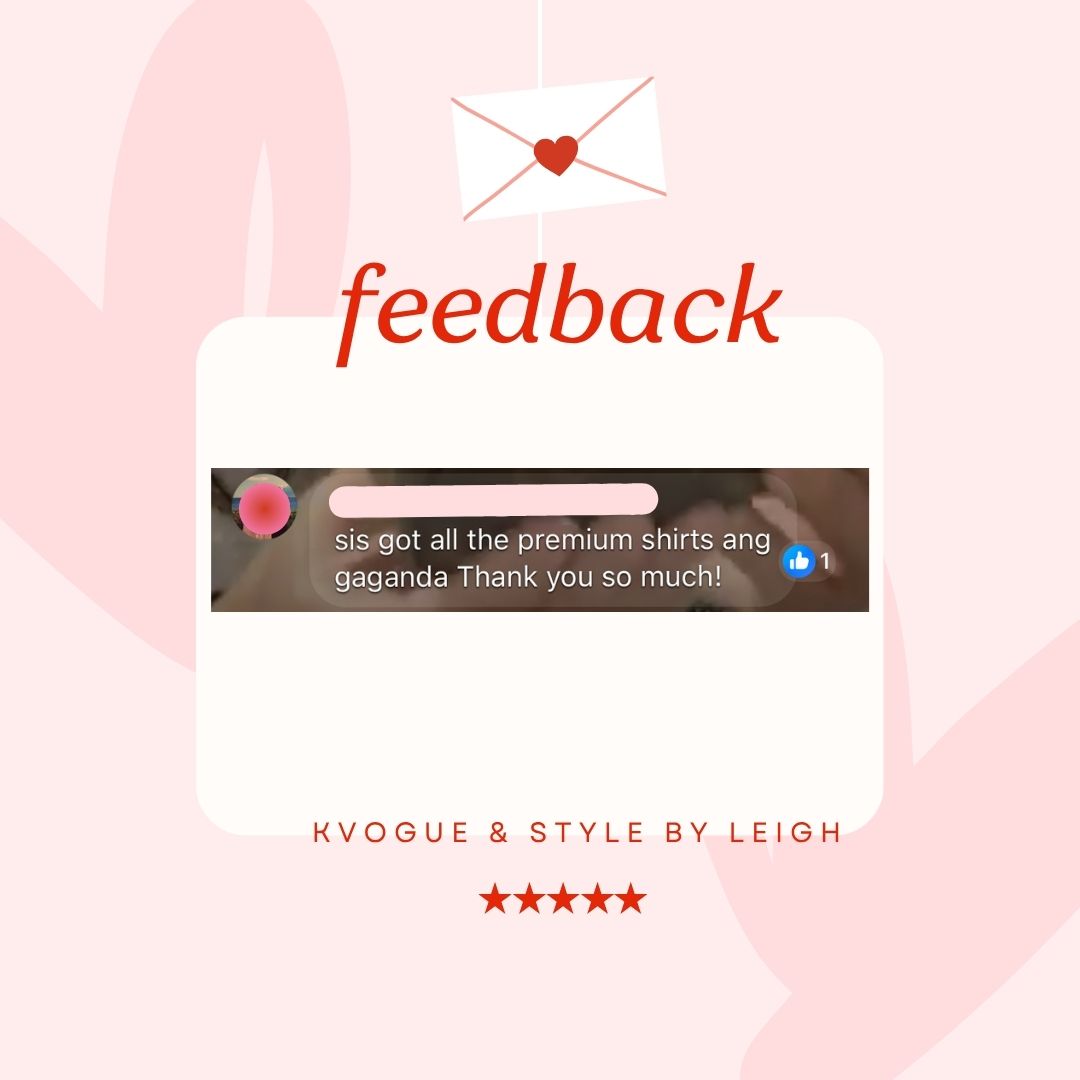 feedback
sis got all the premium shirts ang
gaganda Thank you so much!
1
KVOGUE & STYLE BY LEIGH